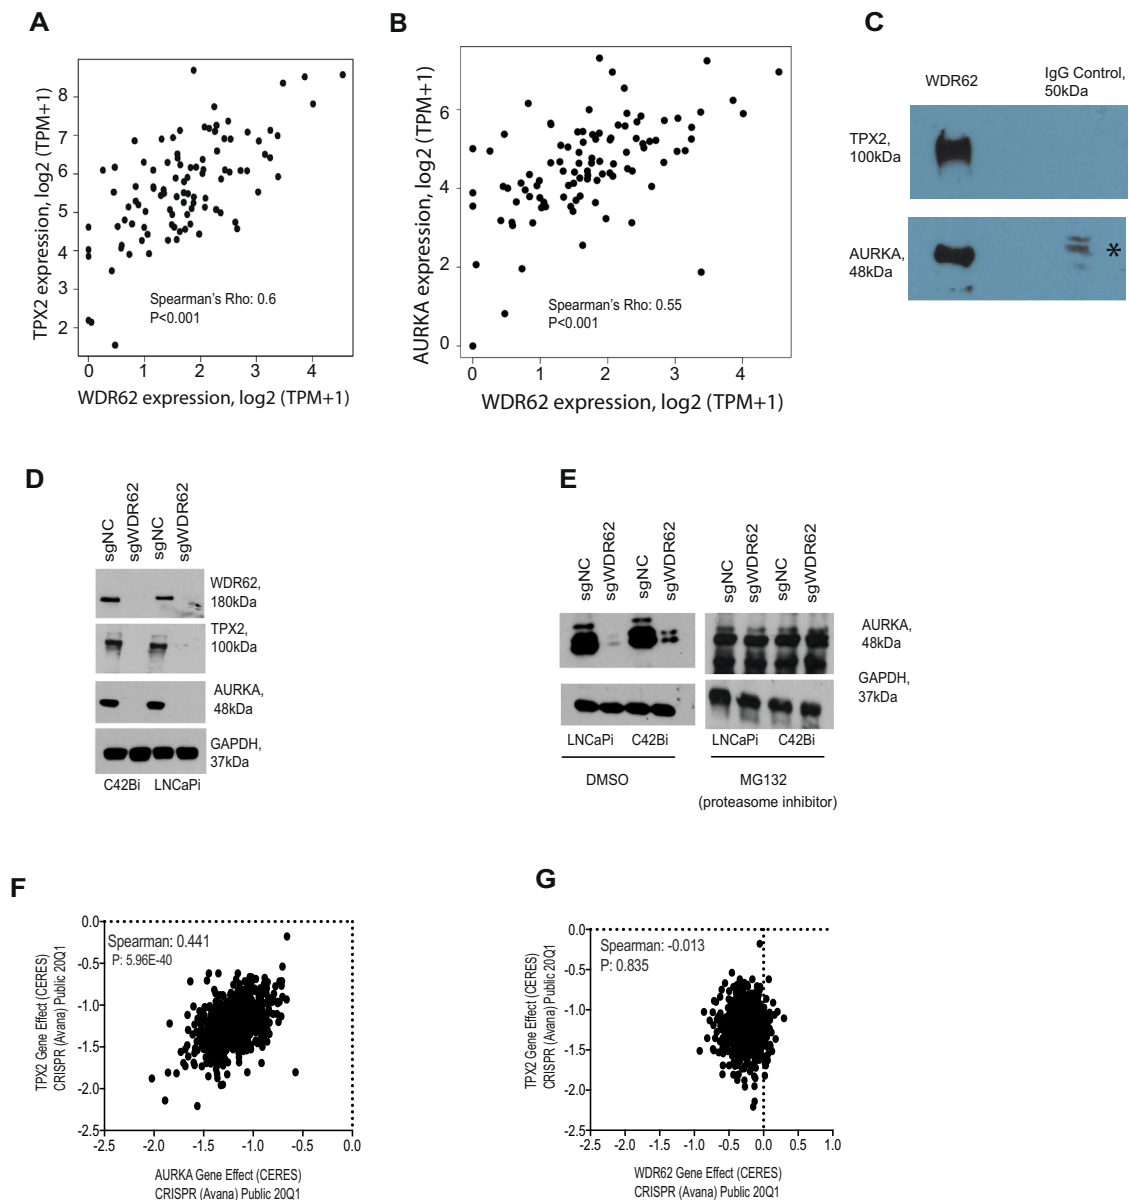 A
TPX2 expression, log2 (TPM+1)
8
7
6
5
4
3
2
Spearman's Rho: 0.6
P<0.001
0 1 2 3 4
WDR62 expression, log2 (TPM+1)
B
AURKA expression, log2 (TPM+1)
6
4
2
0
Spearman's Rho: 0.55
P<0.001
0 1 2 3 4
WDR62 expression, log2 (TPM+1)
C
WDR62
IgG Control,
50kDa
TPX2,
100kDa
AURKA,
48kDa
*
D
sgNC
sgWDR62
sgNC
sgWDR62
WDR62,
180kDa
TPX2,
100kDa
AURKA,
48kDa
GAPDH,
37kDa
C42Bi LNCaPi
E
sgNC
sgWDR62
sgNC
sgWDR62
sgNC
sgWDR62
sgNC
sgWDR62
AURKA,
48kDa
GAPDH,
37kDa
LNCaPi C42Bi
LNCaPi C42Bi
DMSO
MG132
(proteasome inhibitor)
F
TPX2 Gene Effect (CERES)
CRISPR (Avana) Public 20Q1
0.0
-0.5
-1.0
-1.5
-2.0
-2.5
Spearman: 0.441
P: 5.96E-40
-2.5 -2.0 -1.5 -1.0 -0.5 0.0
AURKA Gene Effect (CERES)
CRISPR (Avana) Public 20Q1
G
TPX2 Gene Effect (CERES)
CRISPR (Avana) Public 20Q1
0.0
-0.5
-1.0
-1.5
-2.0
-2.5
Spearman: -0.013
P: 0.835
-2.5 -2.0 -1.5 -1.0 -0.5 0.0 0.5 1.0
WDR62 Gene Effect (CERES)
CRISPR (Avana) Public 20Q1